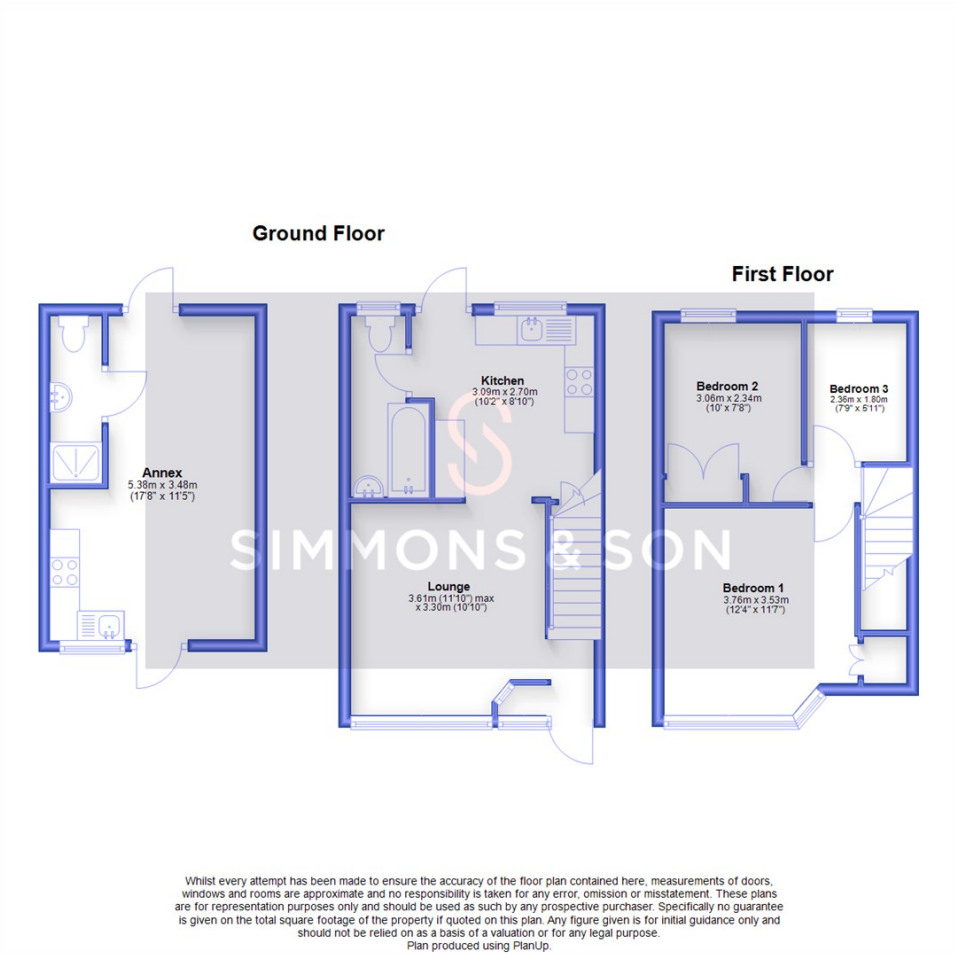 Ground Floor
First Floor
Annex
5.38m x 3.48m
(17'8" x 11'5")
Kitchen
3.09m x 2.70m
(10'2" x 8'10")
Lounge
3.61m (11'10") max
x 3.30m (10'10")
Bedroom 2
3.06m x 2.34m
(10' x 7'8")
Bedroom 3
2.36m x 1.80m
(7'9" x 5'11")
Bedroom 1
3.76m x 3.53m
(12'4" x 11'7")
SIMMONS & SON
Whilst every attempt has been made to ensure the accuracy of the floor plan contained here, measurements of doors,
windows and rooms are approximate and no responsibility is taken for any error, omission or misstatement. These plans
are for representation purposes only and should be used as such by any prospective purchaser. Specifically no guarantee
is given on the total square footage of the property if quoted on this plan. Any figure given is for initial guidance only and
should not be relied on as a basis of a valuation or for any legal purpose.
Plan produced using PlanUp.